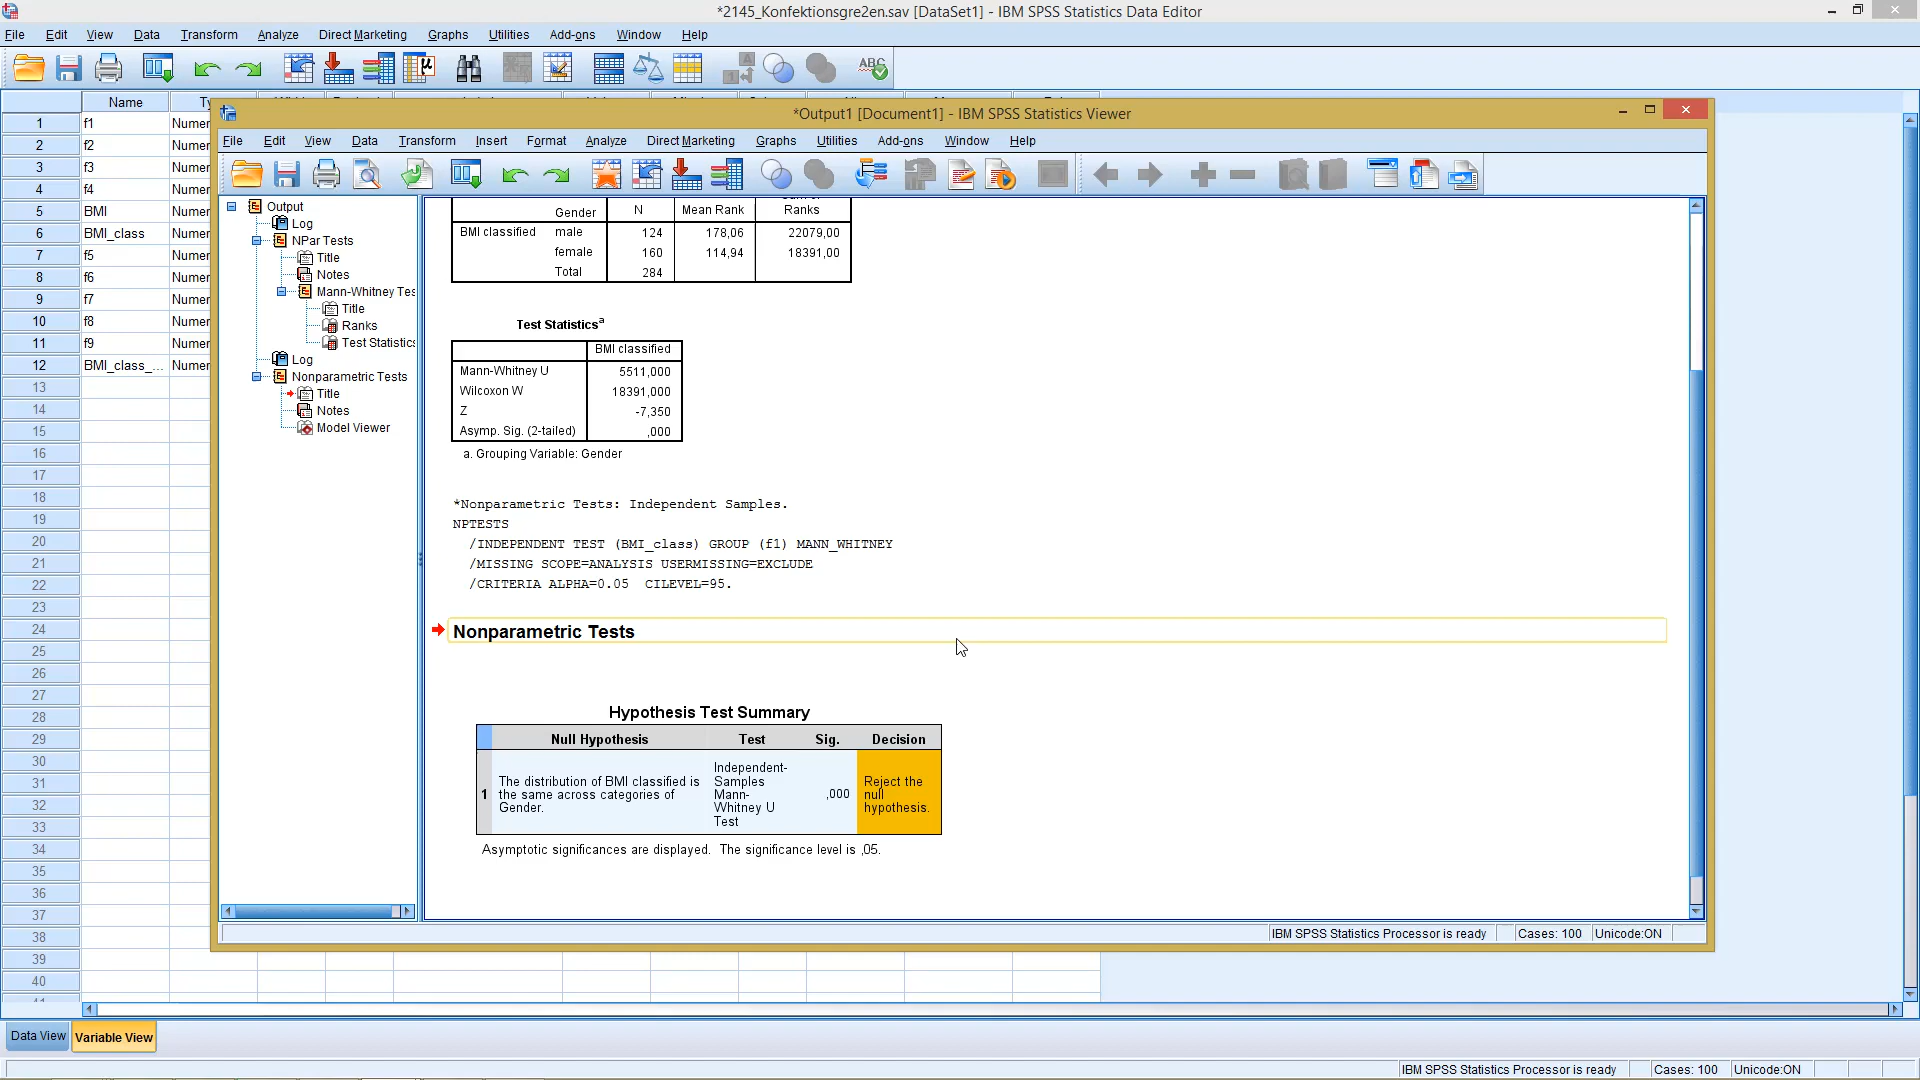 *2145_Konfektionsgre2en.sav [DataSet1] - IBM SPSS Statistics Data Editor
File Edit View Data Transform Analyze Direct Marketing Graphs Utilities Add-ons Window Help
Name
1 f1 Numer
2 f2 Numer
3 f3 Numer
4 f4 Numer
5 BMI Numer
6 BMI_class Numer
7 f5 Numer
8 f6 Numer
9 f7 Numer
10 f8 Numer
11 f9 Numer
12 BMI_class_... Numer
13
14
15
16
17
18
19
20
21
22
23
24
25
26
27
28
29
30
31
32
33
34
35
36
37
38
39
40
*Output1 [Document1] - IBM SPSS Statistics Viewer
File Edit View Data Transform Insert Format Analyze Direct Marketing Graphs Utilities Add-ons Window Help
Output
Log
NPar Tests
Title
Notes
Mann-Whitney Tes
Title
Ranks
Test Statistics
Log
Nonparametric Tests
Title
Notes
Model Viewer
Gender N Mean Rank Ranks
BMI classified male 124 178,06 22079,00
female 160 114,94 18391,00
Total 284
Test Statisticsa
BMI classified
Mann-Whitney U 5511,000
Wilcoxon W 18391,000
Z -7,350
Asymp. Sig. (2-tailed) ,000
a. Grouping Variable: Gender
*Nonparametric Tests: Independent Samples.
NPTESTS
/INDEPENDENT TEST (BMI_class) GROUP (f1) MANN_WHITNEY
/MISSING SCOPE=ANALYSIS USERMISSING=EXCLUDE
/CRITERIA ALPHA=0.05 CILEVEL=95.
Nonparametric Tests
Hypothesis Test Summary
Null Hypothesis Test Sig. Decision
1 The distribution of BMI classified is the same across categories of Gender. Independent-Samples Mann-Whitney U Test ,000 Reject the null hypothesis.
Asymptotic significances are displayed. The significance level is ,05.
IBM SPSS Statistics Processor is ready Cases: 100 Unicode:ON
Data View Variable View
IBM SPSS Statistics Processor is ready Cases: 100 Unicode:ON